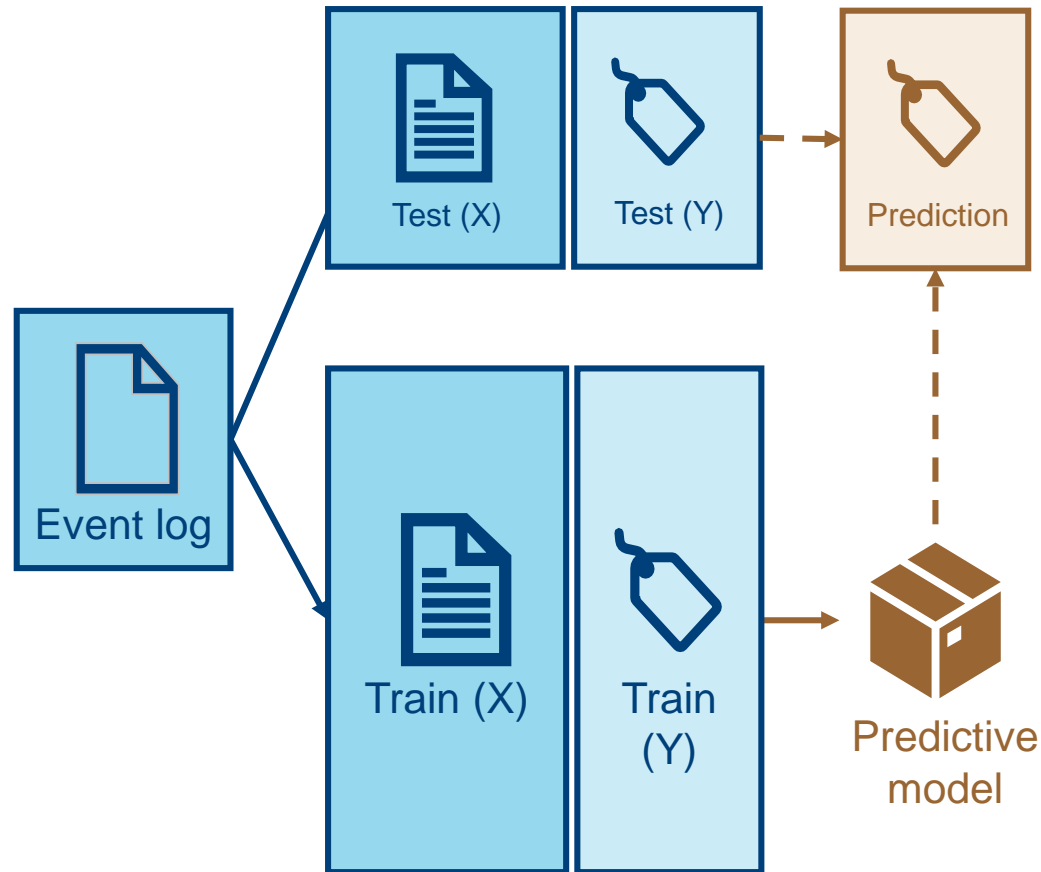 Test (X)
Test (Y)
Prediction
Event log
Train (X)
Train
(Y)
Predictive
model